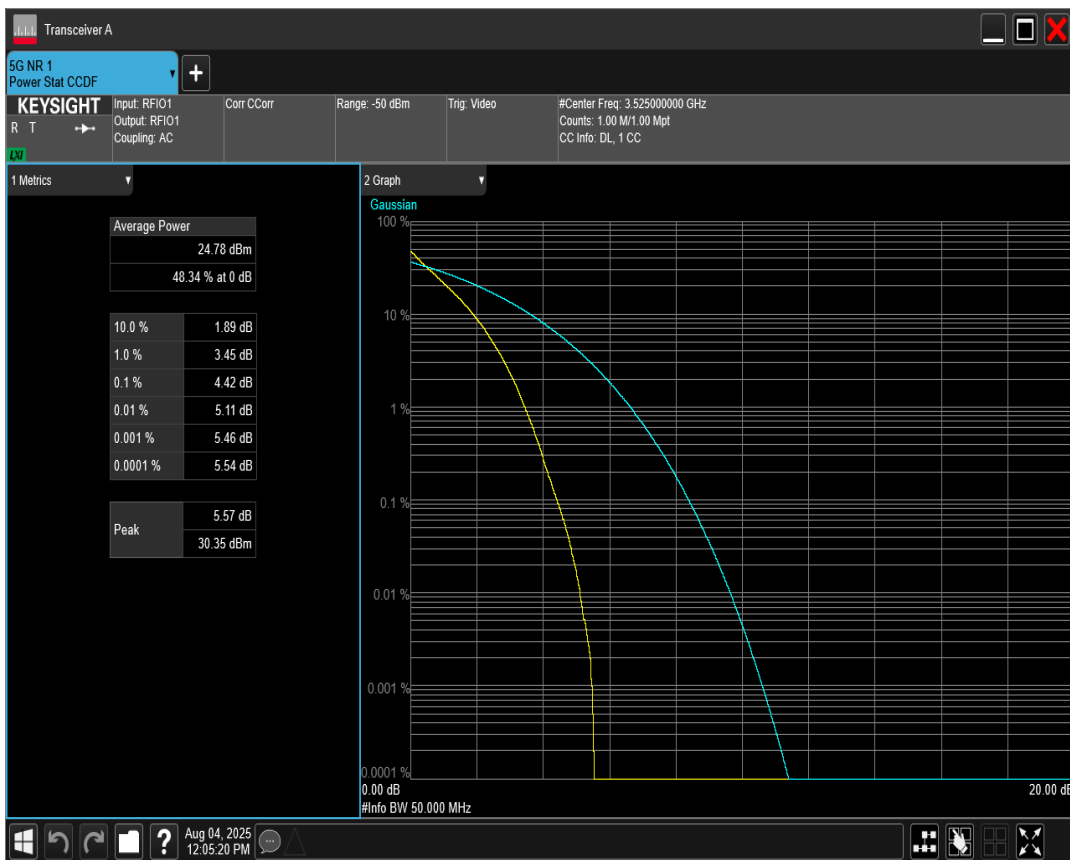 Transceiver A
5G NR 1
Power Stat CCDF
KEYSIGHT
R T
LXI
Input: RFIO1
Output: RFIO1
Coupling: AC
Corr CCorr
Range: -50 dBm
Trig: Video
#Center Freq: 3.525000000 GHz
Counts: 1.00 M/1.00 Mpt
CC Info: DL, 1 CC
1 Metrics
Average Power
24.78 dBm
48.34 % at 0 dB
10.0 % 1.89 dB
1.0 % 3.45 dB
0.1 % 4.42 dB
0.01 % 5.11 dB
0.001 % 5.46 dB
0.0001 % 5.54 dB
Peak
5.57 dB
30.35 dBm
2 Graph
Gaussian
100 %
10 %
1 %
0.1 %
0.01 %
0.001 %
0.0001 %
0.00 dB
20.00 dB
#Info BW 50.000 MHz
?
Aug 04, 2025
12:05:20 PM